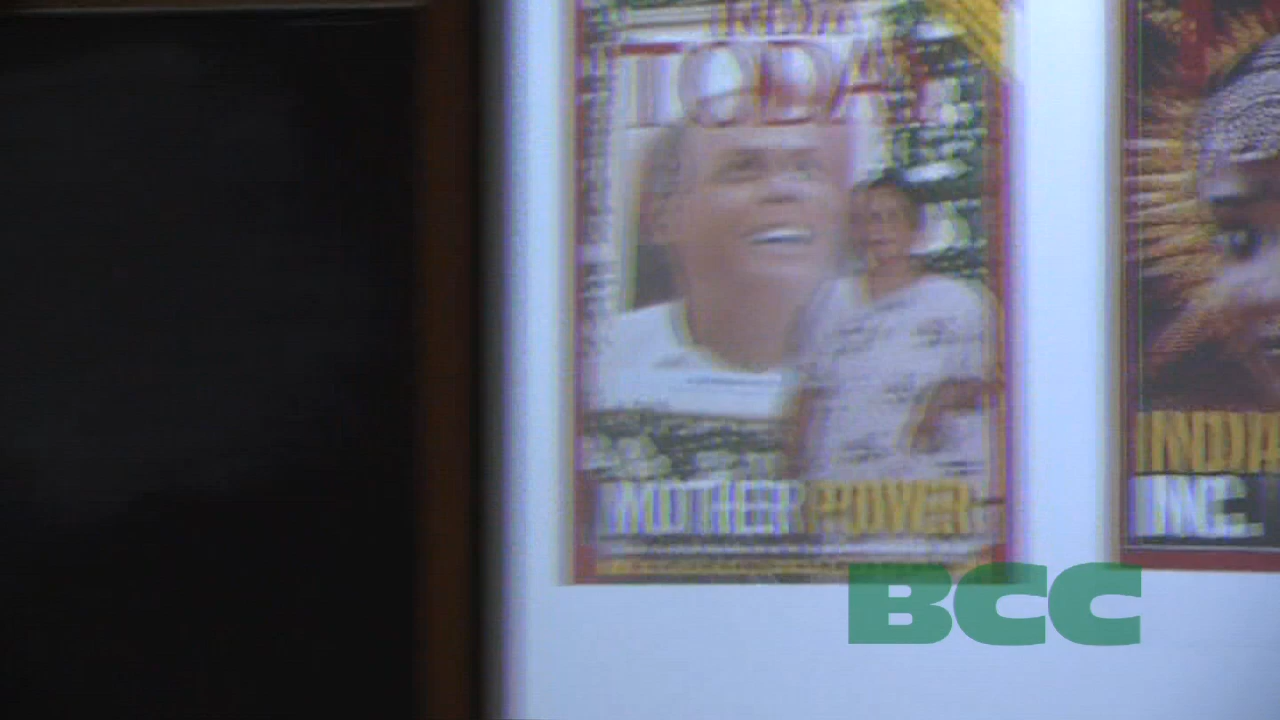 INDIA
TODAY
MOTHER POWER
INDIA
INC.
BCC